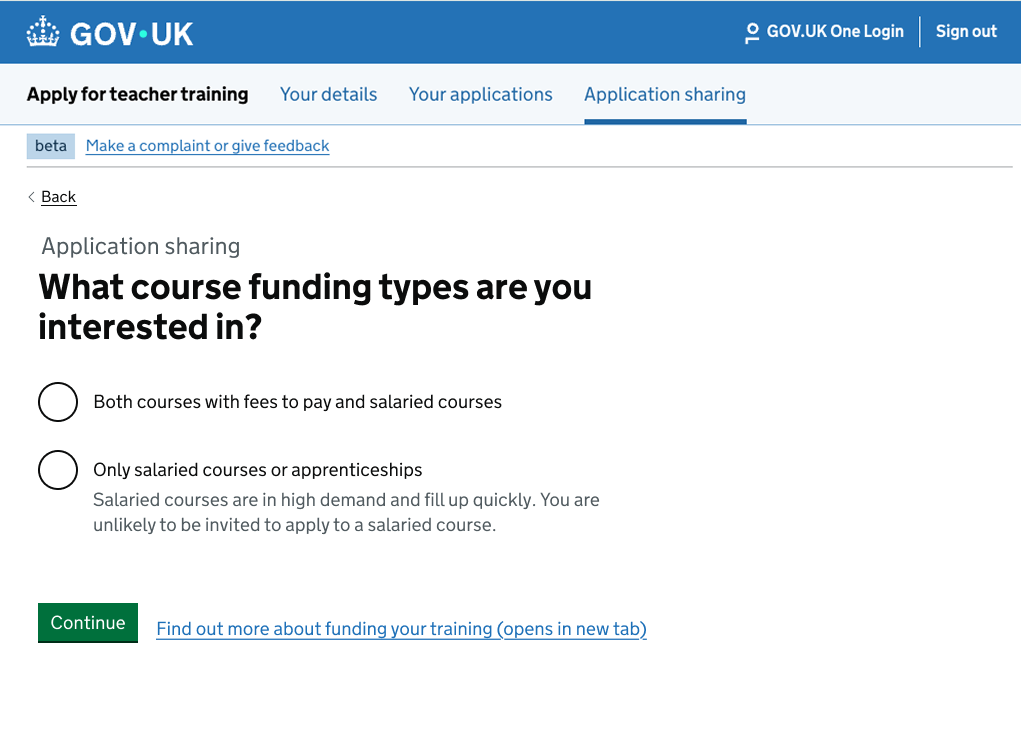 GOV·UK
GOV.UK One Login
Sign out
Apply for teacher training
Your details
Your applications
Application sharing
beta
Make a complaint or give feedback
Back
Application sharing
What course funding types are you
interested in?
Both courses with fees to pay and salaried courses
Only salaried courses or apprenticeships
Salaried courses are in high demand and fill up quickly. You are
unlikely to be invited to apply to a salaried course.
Continue
Find out more about funding your training (opens in new tab)